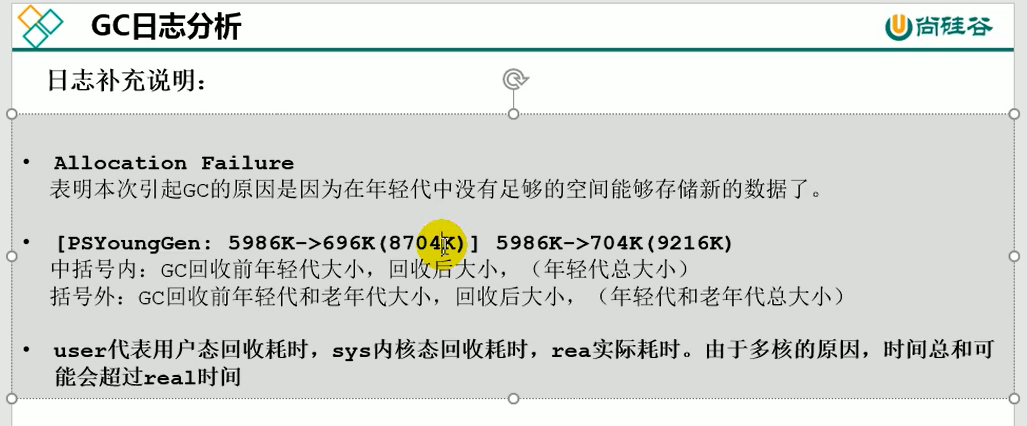 GC日志分析
尚硅谷
日志补充说明：
• Allocation Failure
表明本次引起GC的原因是因为在年轻代中没有足够的空间能够存储新的数据了。
• [PSYoungGen: 5986K->696K(8704K)] 5986K->704K(9216K)
中括号内：GC回收前年轻代大小，回收后大小，（年轻代总大小）
括号外：GC回收前年轻代和老年代大小，回收后大小，（年轻代和老年代总大小）
• user代表用户态回收耗时，sys内核态回收耗时，rea实际耗时。由于多核的原因，时间总和可
能会超过real时间